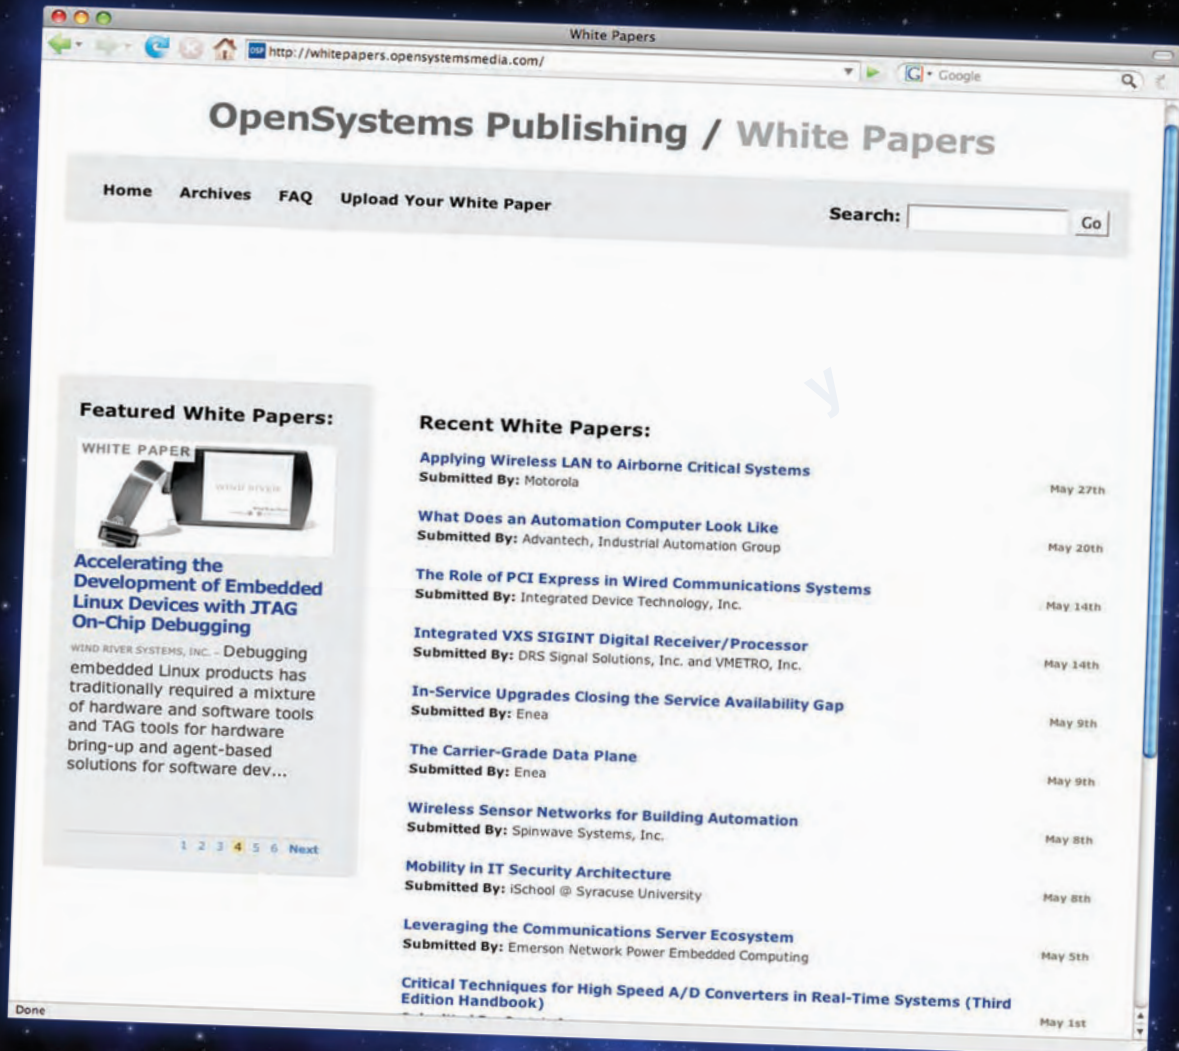 White Papers
OSP http://whitepapers.opensystemsmedia.com/
G Google
OpenSystems Publishing / White Papers
Home Archives FAQ Upload Your White Paper
Search: Go
y
Featured White Papers:
WHITE PAPER
WIND RIVER
Accelerating the
Development of Embedded
Linux Devices with JTAG
On-Chip Debugging
WIND RIVER SYSTEMS, INC. - Debugging
embedded Linux products has
traditionally required a mixture
of hardware and software tools
and TAG tools for hardware
bring-up and agent-based
solutions for software dev...
1 2 3 4 5 6 Next
Recent White Papers:
Applying Wireless LAN to Airborne Critical Systems
Submitted By: Motorola
May 27th
What Does an Automation Computer Look Like
Submitted By: Advantech, Industrial Automation Group
May 20th
The Role of PCI Express in Wired Communications Systems
Submitted By: Integrated Device Technology, Inc.
May 14th
Integrated VXS SIGINT Digital Receiver/Processor
Submitted By: DRS Signal Solutions, Inc. and VMETRO, Inc.
May 14th
In-Service Upgrades Closing the Service Availability Gap
Submitted By: Enea
May 9th
The Carrier-Grade Data Plane
Submitted By: Enea
May 9th
Wireless Sensor Networks for Building Automation
Submitted By: Spinwave Systems, Inc.
May 8th
Mobility in IT Security Architecture
Submitted By: iSchool @ Syracuse University
May 8th
Leveraging the Communications Server Ecosystem
Submitted By: Emerson Network Power Embedded Computing
May 5th
Critical Techniques for High Speed A/D Converters in Real-Time Systems (Third
Edition Handbook)
May 1st
Done